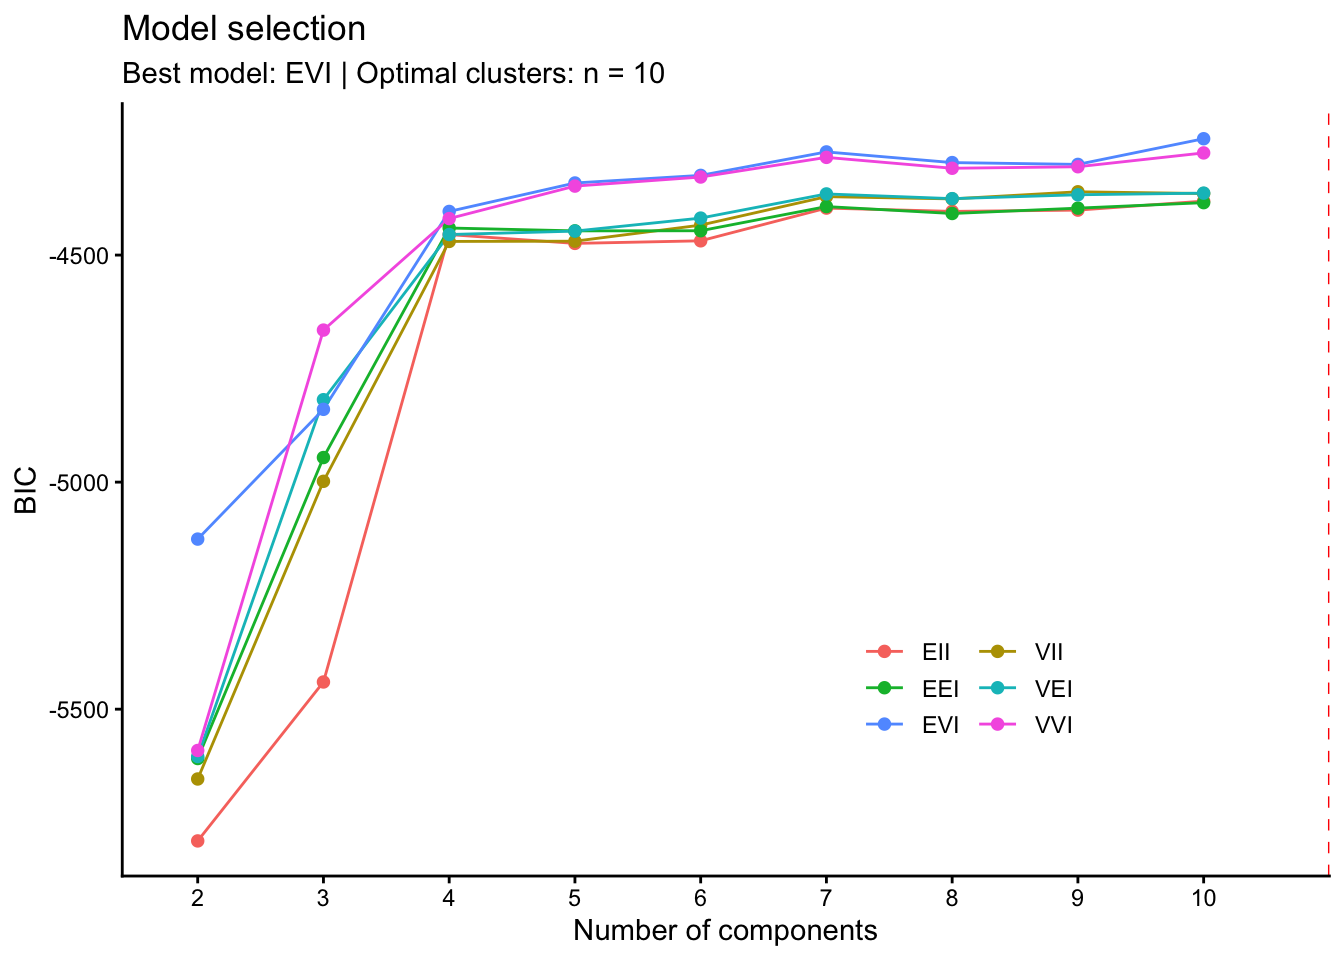 Model selection
Best model: EVI | Optimal clusters: n = 10
BIC
-4500
-5000
-5500
EII VII
EEI VEI
EVI VVI
2 3 4 5 6 7 8 9 10
Number of components